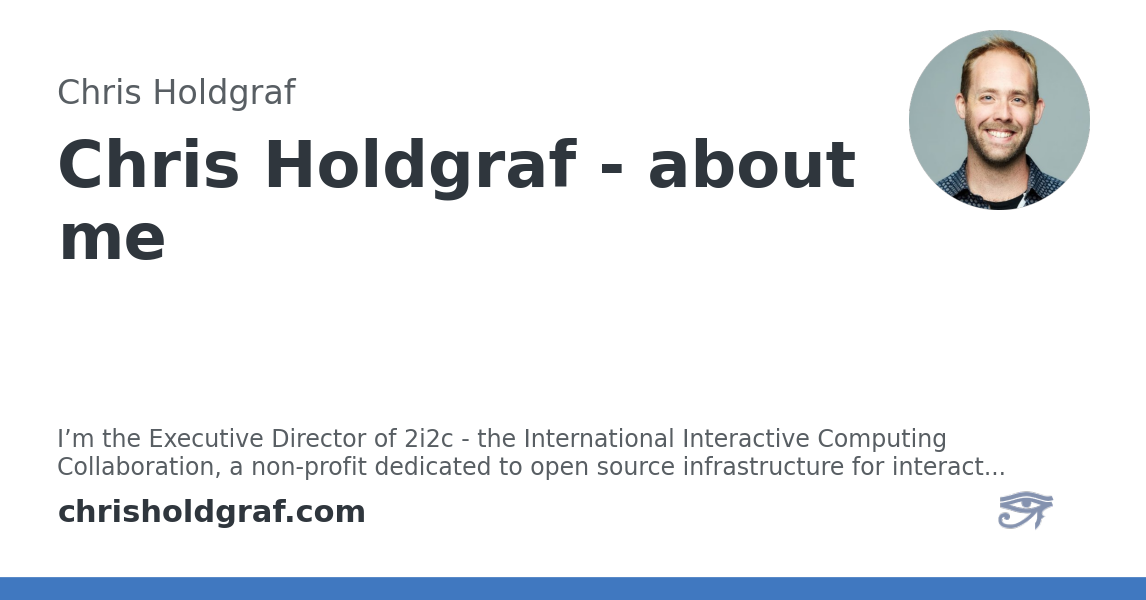 Chris Holdgraf
Chris Holdgraf - about
me
I’m the Executive Director of 2i2c - the International Interactive Computing
Collaboration, a non-profit dedicated to open source infrastructure for interact...
chrisholdgraf.com